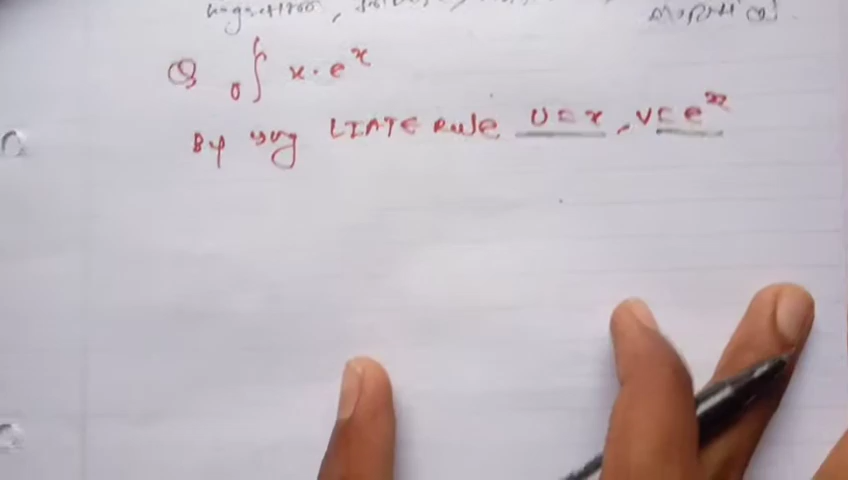 Q ₀∫ x · eˣ
By using LIATE Rule U = x, V = eˣ